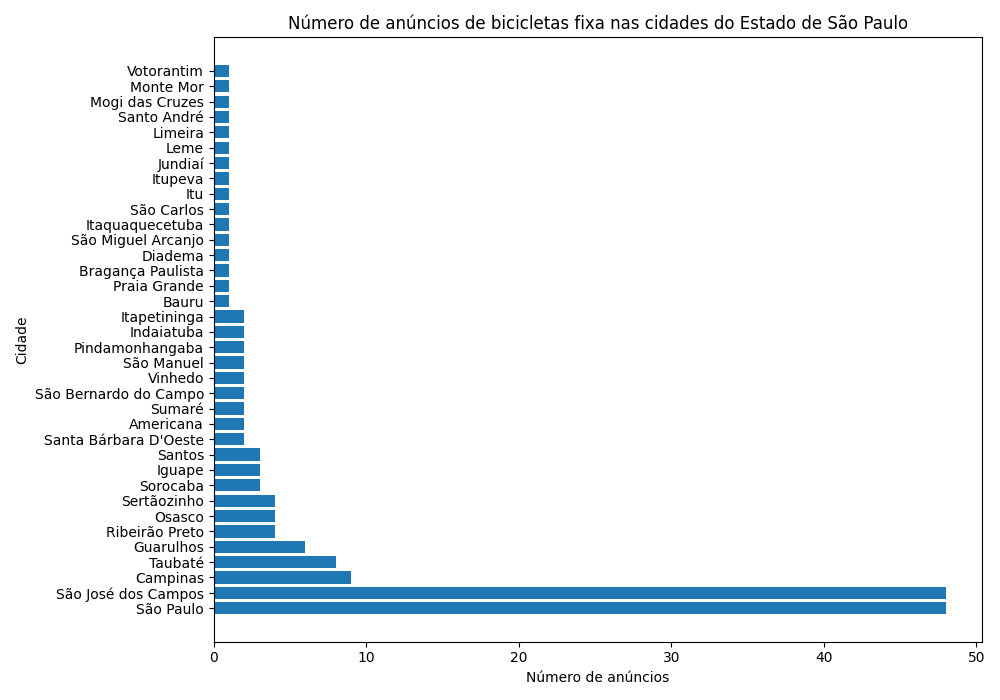 Número de anúncios de bicicletas fixa nas cidades do Estado de São Paulo
Votorantim
Monte Mor
Mogi das Cruzes
Santo André
Limeira
Leme
Jundiaí
Itupeva
Itu
São Carlos
Itaquaquecetuba
São Miguel Arcanjo
Diadema
Bragança Paulista
Praia Grande
Bauru
Itapetininga
Indaiatuba
Pindamonhangaba
São Manuel
Vinhedo
São Bernardo do Campo
Sumaré
Americana
Santa Bárbara D'Oeste
Santos
Iguape
Sorocaba
Sertãozinho
Osasco
Ribeirão Preto
Guarulhos
Taubaté
Campinas
São José dos Campos
São Paulo
Cidade
0 10 20 30 40 50
Número de anúncios